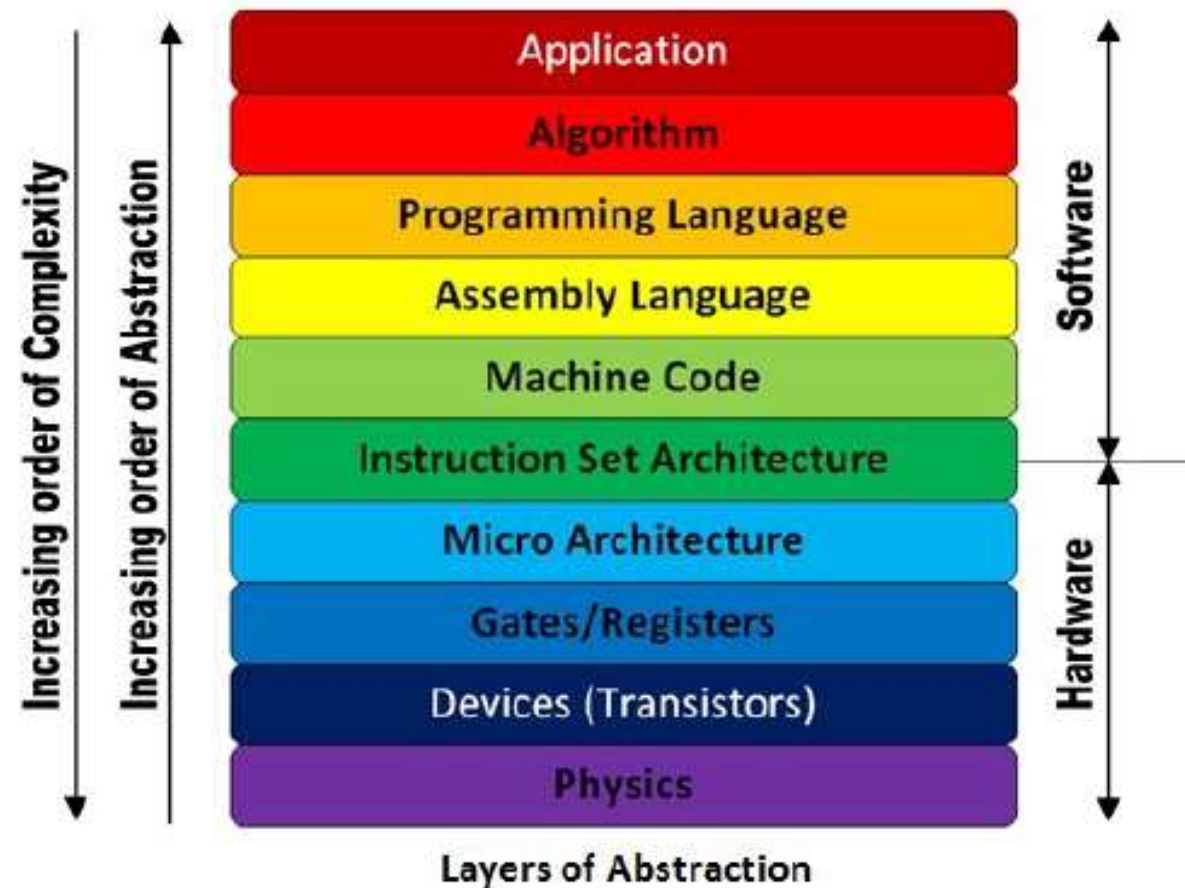 Increasing order of Complexity
Increasing order of Abstraction
Application
Algorithm
Programming Language
Assembly Language
Machine Code
Instruction Set Architecture
Micro Architecture
Gates/Registers
Devices (Transistors)
Physics
Software
Hardware
Layers of Abstraction